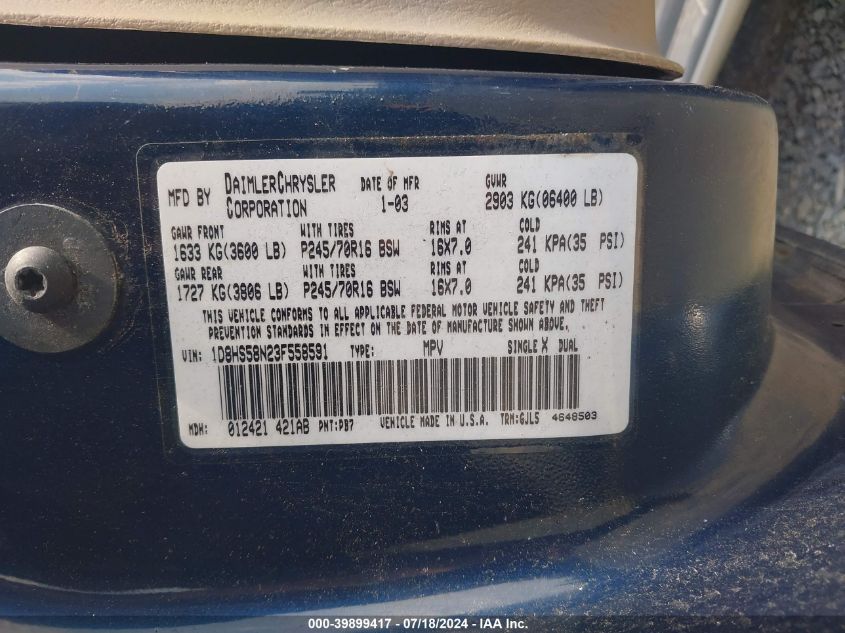 MFD BY DAIMLERCHRYSLER CORPORATION DATE OF MFR 1-03 GVWR 2903 KG(06400 LB)
GAWR FRONT WITH TIRES RIMS AT COLD
1633 KG(3600 LB) P245/70R16 BSW 16X7.0 241 KPA(35 PSI)
GAWR REAR WITH TIRES RIMS AT COLD
1727 KG(3806 LB) P245/70R16 BSW 16X7.0 241 KPA(35 PSI)
THIS VEHICLE CONFORMS TO ALL APPLICABLE FEDERAL MOTOR VEHICLE SAFETY AND THEFT
PREVENTION STANDARDS IN EFFECT ON THE DATE OF MANUFACTURE SHOWN ABOVE.
VIN: 1D8HS58N23F558591 TYPE: MPV SINGLE X DUAL
MDH: 012421 421AB PNT:PB7 VEHICLE MADE IN U.S.A. TRM:GJL5 4648503
000-39899417 - 07/18/2024 - IAA Inc.